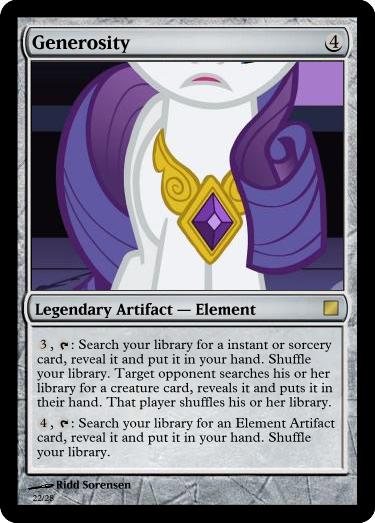 Generosity 4
Legendary Artifact — Element
3 , : Search your library for a instant or sorcery
card, reveal it and put it in your hand. Shuffle
your library. Target opponent searches his or her
library for a creature card, reveals it and puts it in
their hand. That player shuffles his or her library.
4 , : Search your library for an Element Artifact
card, reveal it and put it in your hand. Shuffle
your library.
Ridd Sorensen
22/28